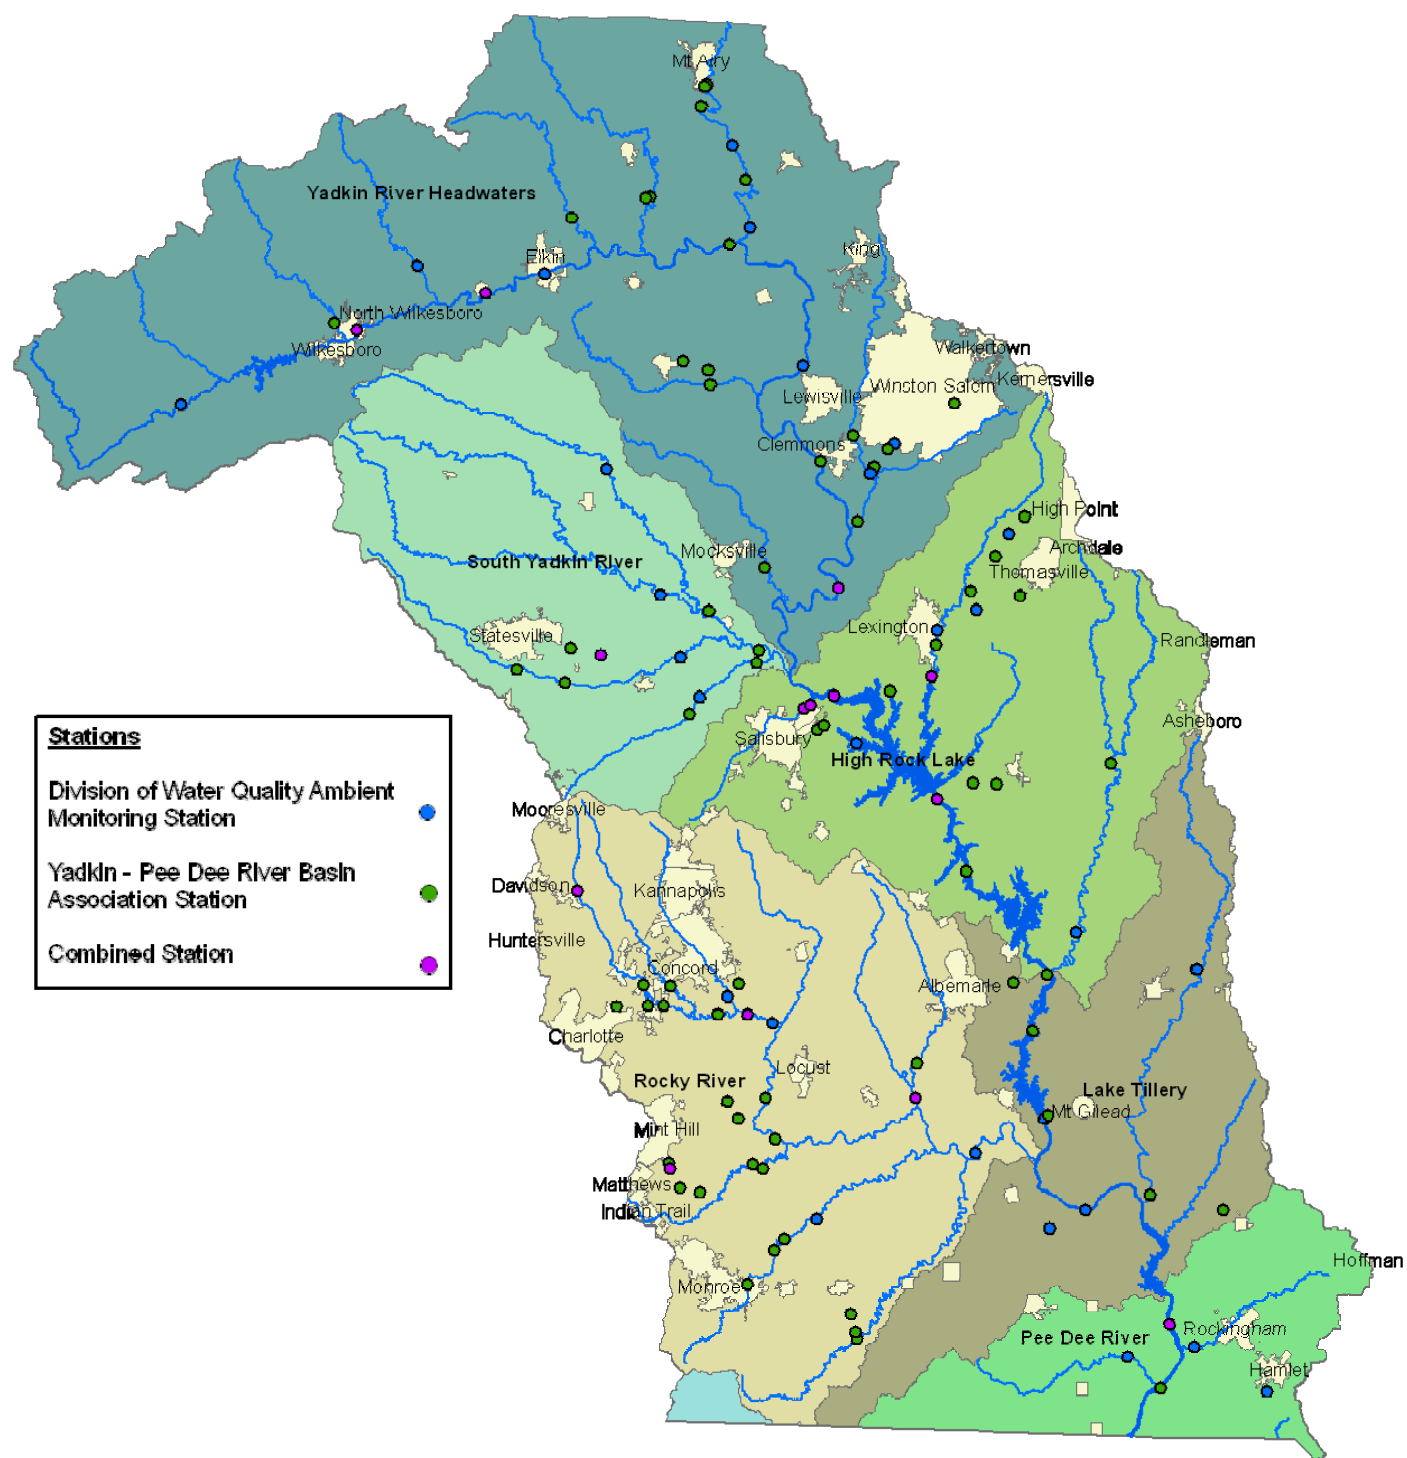 Mt Airy
Yadkin River Headwaters
King
Elkin
North Wilkesboro
Wilkesboro
Walkertown
Kernersville
Winston Salem
Lewisville
Clemmons
High Point
Archdale
Mocksville
South Yadkin River
Thomasville
Lexington
Statesville
Randleman
Asheboro
Salisbury
High Rock Lake
Stations
Division of Water Quality Ambient
Monitoring Station
Yadkin - Pee Dee River Basin
Association Station
Combined Station
Mooresville
Davidson
Kannapolis
Huntersville
Concord
Albemarle
Charlotte
Locust
Rocky River
Lake Tillery
Mt Gilead
Mint Hill
Matthews
Indian Trail
Hoffman
Monroe
Rockingham
Pee Dee River
Hamlet